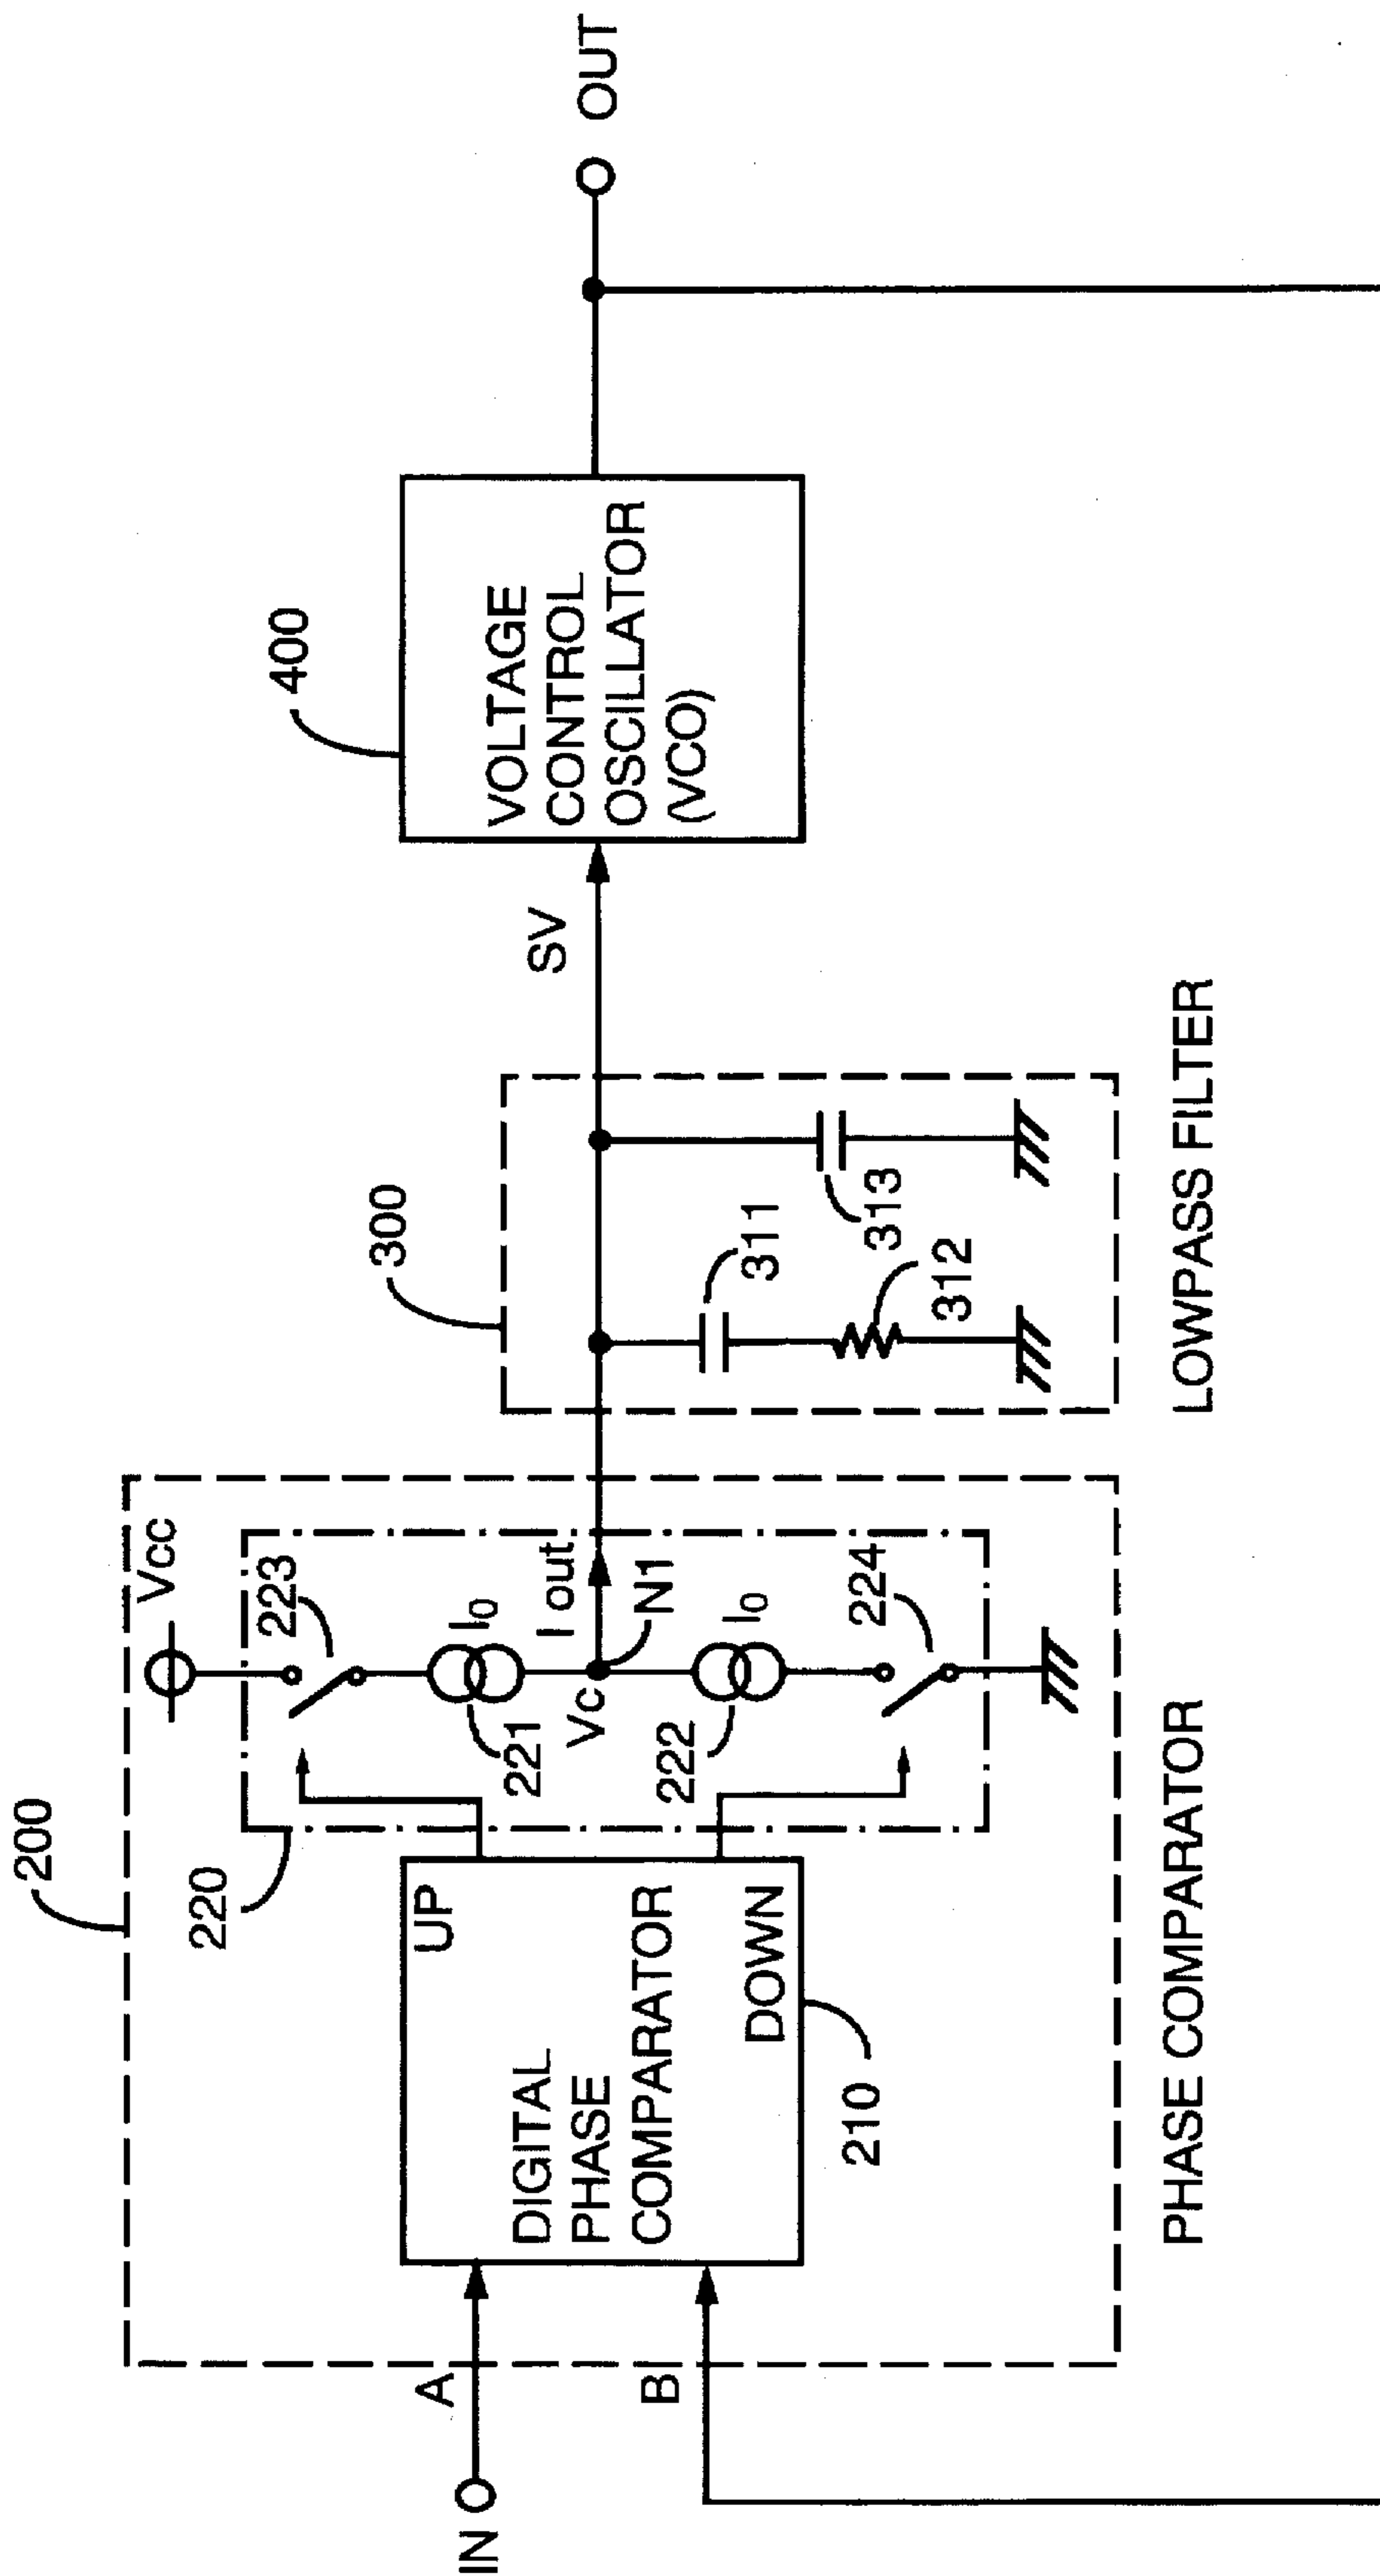 200
Vcc
220
223
UP
I0
221
I out
DIGITAL
PHASE
COMPARATOR
Vc
N1
222
I0
DOWN
224
210
IN
A
B
PHASE COMPARATOR
300
311
312
313
LOWPASS FILTER
SV
400
VOLTAGE
CONTROL
OSCILLATOR
(VCO)
OUT